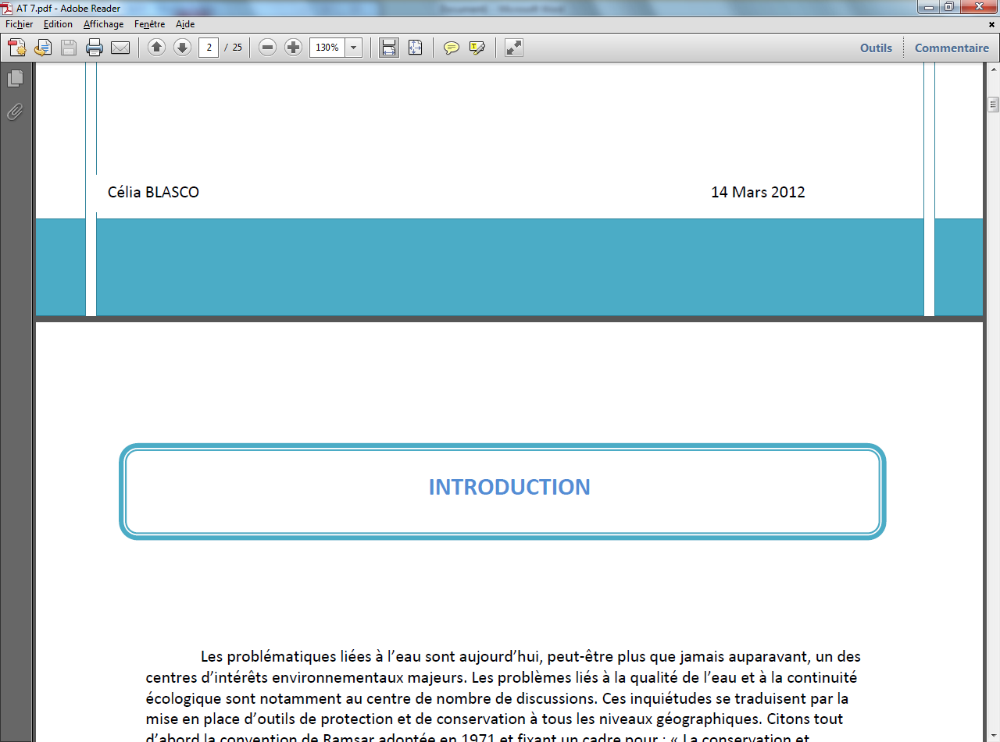 AT 7.pdf - Adobe Reader
Document1 - Microsoft Word
Fichier Edition Affichage Fenêtre Aide
2 / 25 130% Outils Commentaire
Célia BLASCO 14 Mars 2012
INTRODUCTION
Les problématiques liées à l’eau sont aujourd’hui, peut-être plus que jamais auparavant, un des
centres d’intérêts environnementaux majeurs. Les problèmes liés à la qualité de l’eau et à la continuité
écologique sont notamment au centre de nombre de discussions. Ces inquiétudes se traduisent par la
mise en place d’outils de protection et de conservation à tous les niveaux géographiques. Citons tout
d’abord la convention de Ramsar adoptée en 1971 et fixant un cadre pour : « La conservation et